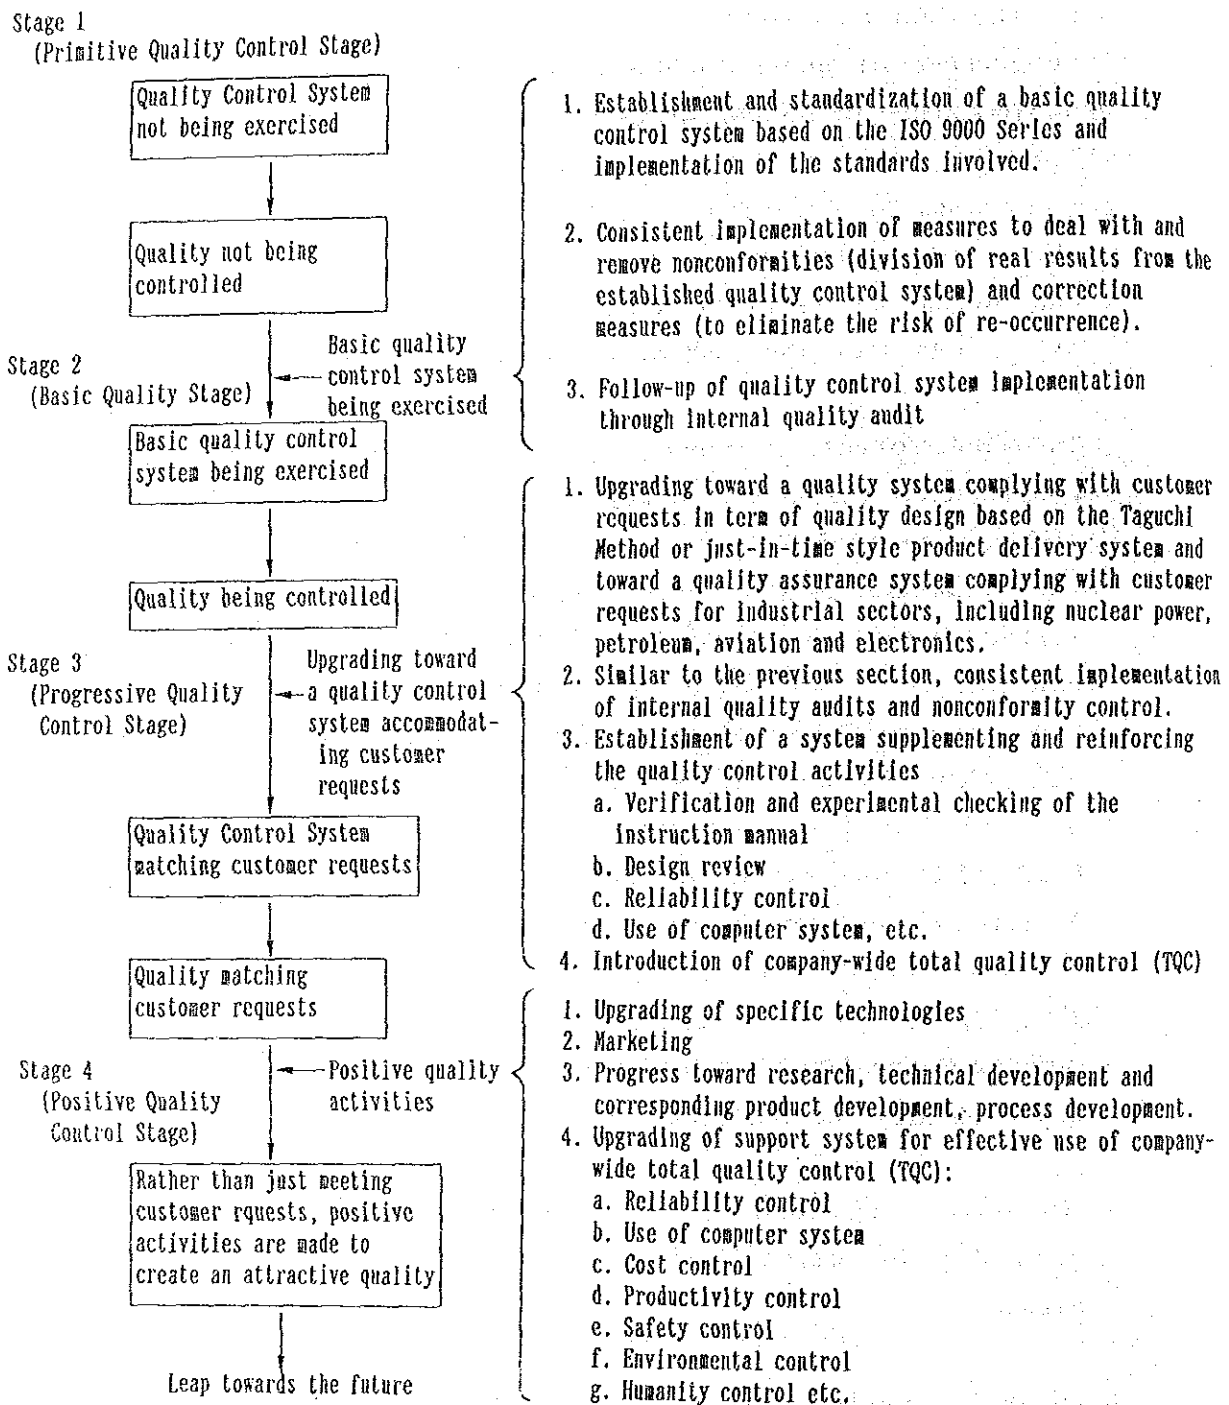 Stage 1
(Primitive Quality Control Stage)
Quality Control System
not being exercised
Quality not being
controlled
Stage 2
(Basic Quality Stage)
Basic quality
control system
being exercised
Basic quality control
system being exercised
Quality being controlled
Stage 3
(Progressive Quality
Control Stage)
Upgrading toward
a quality control
system accommodat-
ing customer
requests
Quality Control System
matching customer requests
Quality matching
customer requests
Stage 4
(Positive Quality
Control Stage)
Positive quality
activities
Rather than just meeting
customer rquests, positive
activities are made to
create an attractive quality
Leap towards the future
1. Establishment and standardization of a basic quality
control system based on the ISO 9000 Series and
implementation of the standards involved.
2. Consistent implementation of measures to deal with and
remove nonconformities (division of real results from the
established quality control system) and correction
measures (to eliminate the risk of re-occurrence).
3. Follow-up of quality control system implementation
through internal quality audit
1. Upgrading toward a quality system complying with customer
requests in term of quality design based on the Taguchi
Method or just-in-time style product delivery system and
toward a quality assurance system complying with customer
requests for industrial sectors, including nuclear power,
petroleum, aviation and electronics.
2. Similar to the previous section, consistent implementation
of internal quality audits and nonconformity control.
3. Establishment of a system supplementing and reinforcing
the quality control activities
a. Verification and experimental checking of the
instruction manual
b. Design review
c. Reliability control
d. Use of computer system, etc.
4. Introduction of company-wide total quality control (TQC)
1. Upgrading of specific technologies
2. Marketing
3. Progress toward research, technical development and
corresponding product development, process development.
4. Upgrading of support system for effective use of company-
wide total quality control (TQC):
a. Reliability control
b. Use of computer system
c. Cost control
d. Productivity control
e. Safety control
f. Environmental control
g. Humanity control etc.